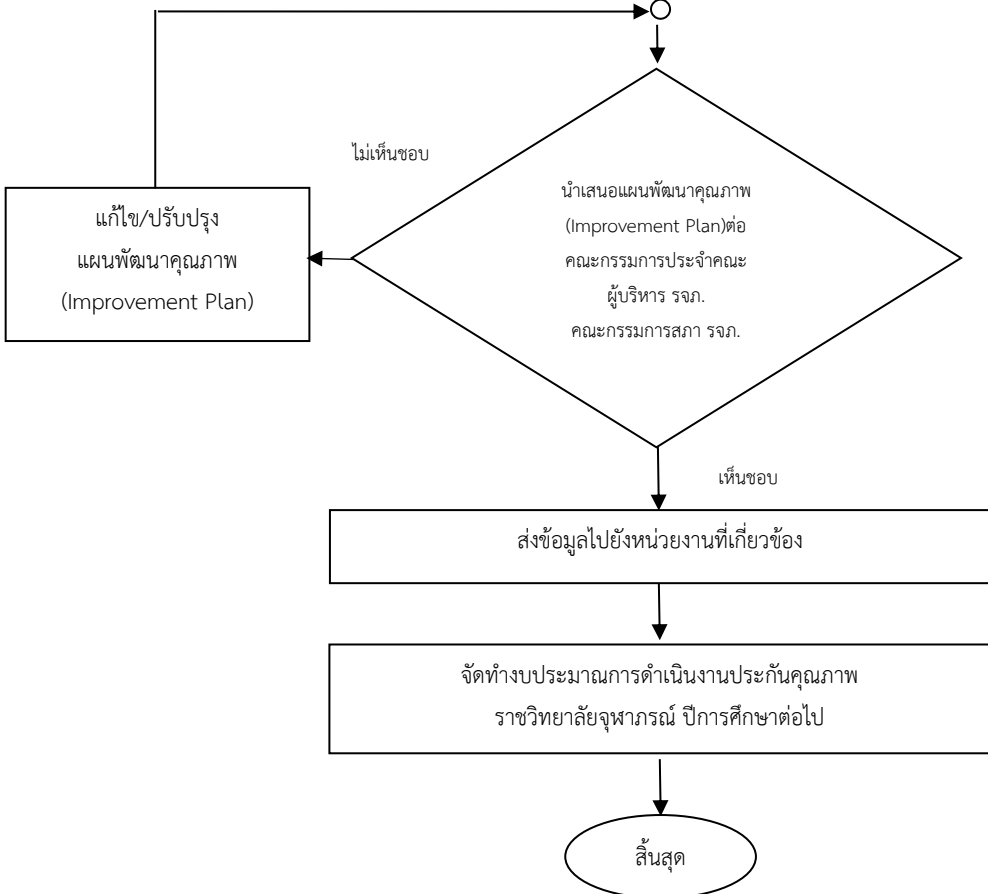 ไม่เห็นชอบ
นำเสนอแผนพัฒนาคุณภาพ
(Improvement Plan)ต่อ
คณะกรรมการประจำคณะ
ผู้บริหาร รจภ.
คณะกรรมการสภา รจภ.
แก้ไข/ปรับปรุง
แผนพัฒนาคุณภาพ
(Improvement Plan)
เห็นชอบ
ส่งข้อมูลไปยังหน่วยงานที่เกี่ยวข้อง
จัดทำงบประมาณการดำเนินงานประกันคุณภาพ
ราชวิทยาลัยจุฬาภรณ์ ปีการศึกษาต่อไป
สิ้นสุด